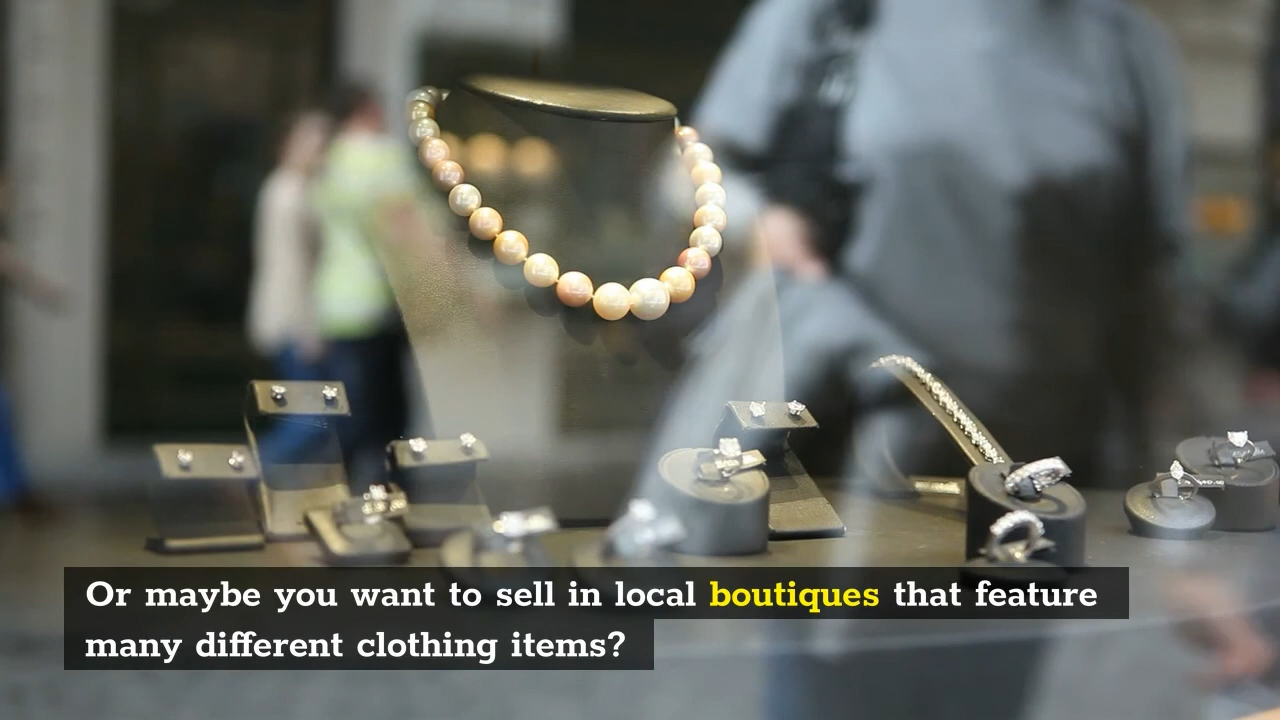 Or maybe you want to sell in local boutiques that feature
many different clothing items?